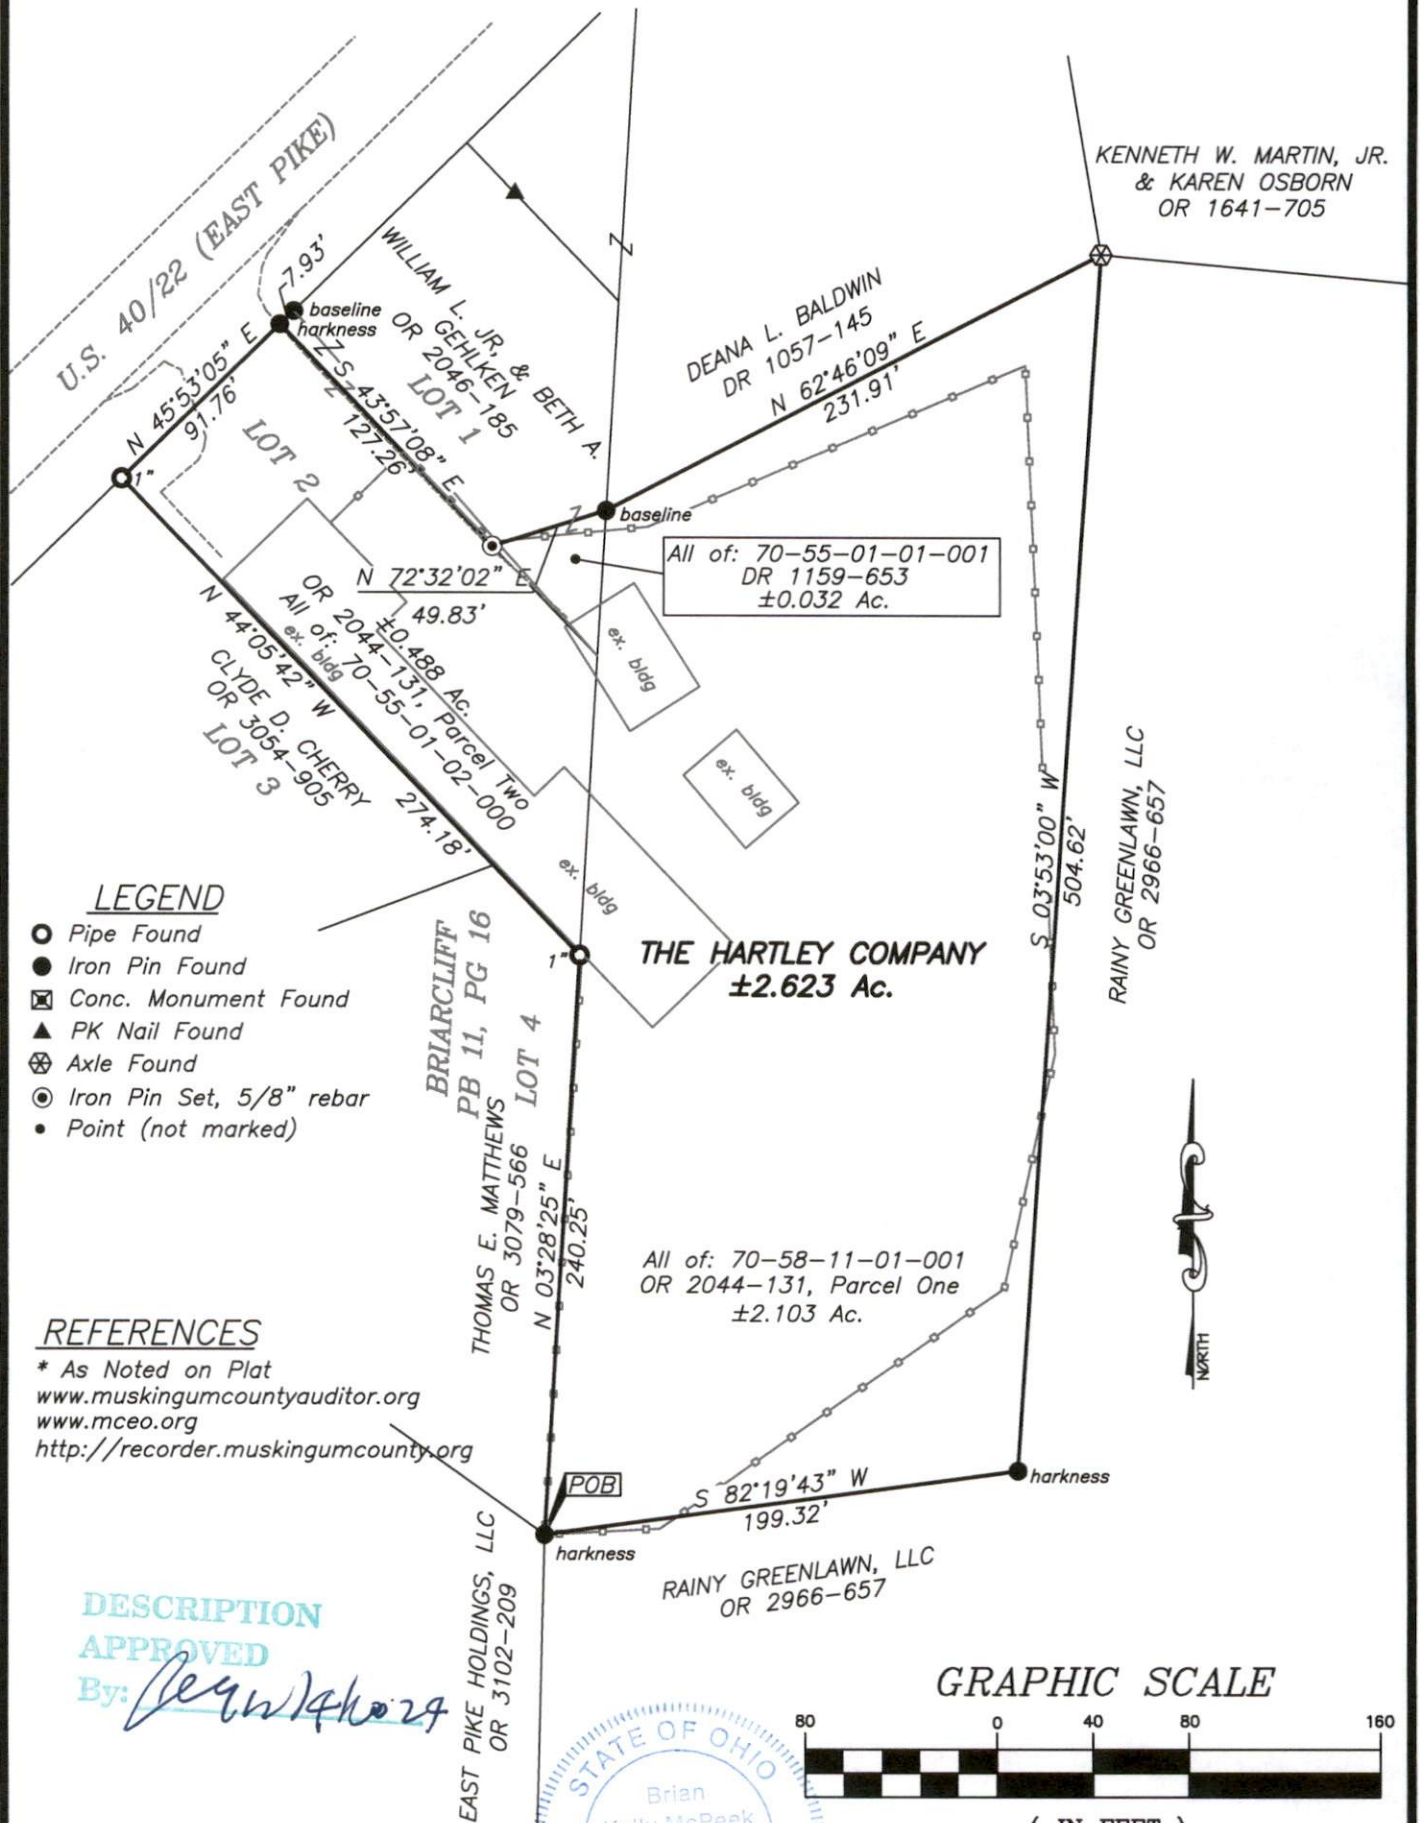 U.S. 40/22 (EAST PIKE)
KENNETH W. MARTIN, JR.
& KAREN OSBORN
OR 1641-705
7.93'
baseline
harkness
WILLIAM L. JR, & BETH A.
GEHLKEN
OR 2046-185
LOT 1
DEANA L. BALDWIN
DR 1057-145
N 62°46'09" E
231.91'
N 45°53'05" E
91.76'
S 43°57'08" E
127.26'
LOT 2
1"
baseline
All of: 70-55-01-01-001
DR 1159-653
±0.032 Ac.
N 72°32'02" E
49.83'
±0.488 Ac.
OR 2044-131, Parcel Two
All of: 70-55-01-02-000
ex. bldg
ex. bldg
ex. bldg
ex. bldg
N 44°05'42" W
274.18'
CLYDE D. CHERRY
OR 3054-905
LOT 3
S 03°53'00" W
504.62'
RAINY GREENLAWN, LLC
OR 2966-657
LEGEND
Pipe Found
Iron Pin Found
Conc. Monument Found
PK Nail Found
Axle Found
Iron Pin Set, 5/8" rebar
Point (not marked)
1"
THE HARTLEY COMPANY
±2.623 Ac.
BRIARCLIFF
PB 11, PG 16
LOT 4
THOMAS E. MATTHEWS
OR 3079-566
N 03°28'25" E
240.25'
All of: 70-58-11-01-001
OR 2044-131, Parcel One
±2.103 Ac.
NORTH
REFERENCES
* As Noted on Plat
www.muskingumcountyauditor.org
www.mceo.org
http://recorder.muskingumcounty.org
POB
harkness
S 82°19'43" W
199.32'
harkness
RAINY GREENLAWN, LLC
OR 2966-657
EAST PIKE HOLDINGS, LLC
OR 3102-209
DESCRIPTION
APPROVED
By:
STATE OF OHIO
Brian
GRAPHIC SCALE
80 0 40 80 160
( IN FEET )